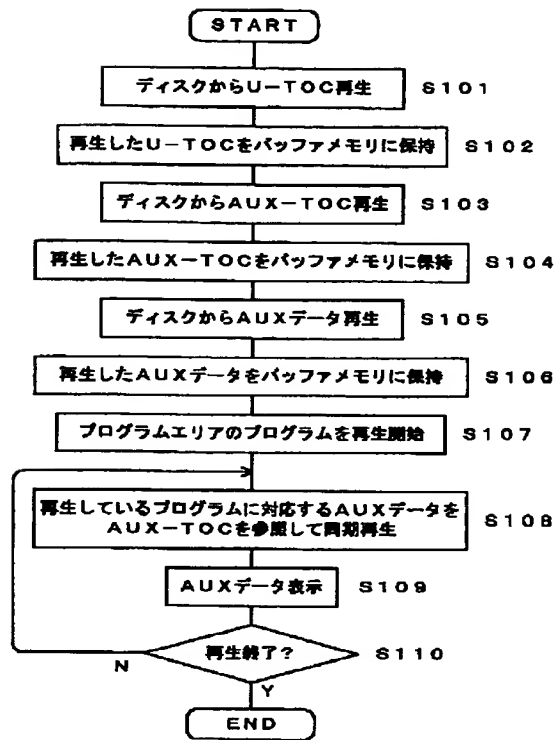 START
ディスクからU－TOC再生 S101
再生したU－TOCをバッファメモリに保持 S102
ディスクからAUX－TOC再生 S103
再生したAUX－TOCをバッファメモリに保持 S104
ディスクからAUXデータ再生 S105
再生したAUXデータをバッファメモリに保持 S106
プログラムエリアのプログラムを再生開始 S107
再生しているプログラムに対応するAUXデータを
AUX－TOCを参照して同期再生 S108
AUXデータ表示 S109
再生終了? S110
N
Y
END